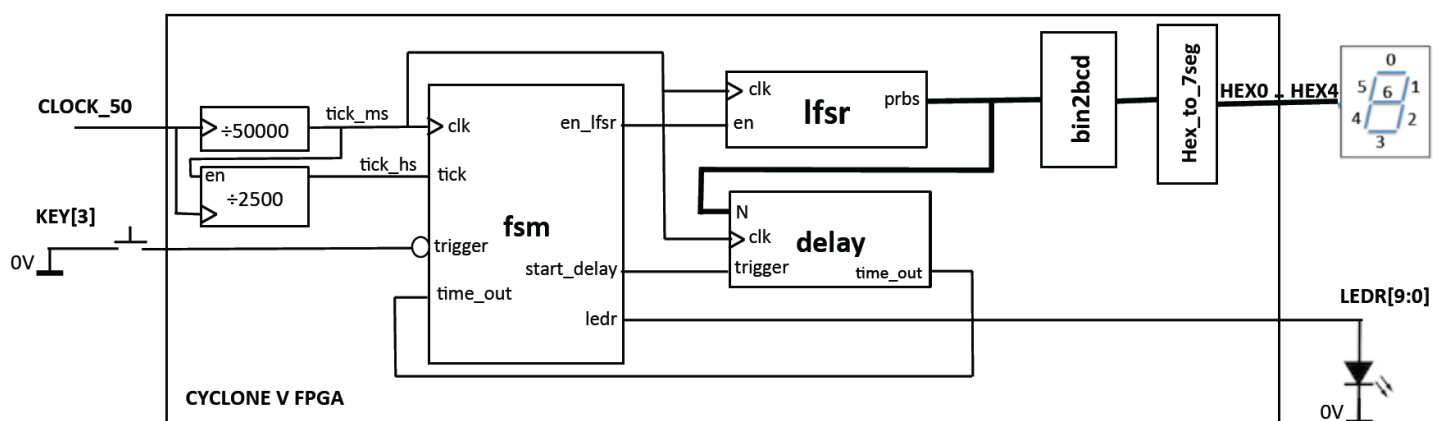 CLOCK_50
÷50000
tick_ms
en
÷2500
tick_hs
KEY[3]
0V
clk
tick
trigger
time_out
fsm
en_lfsr
start_delay
ledr
clk
en
prbs
lfsr
N
clk
trigger
delay
time_out
bin2bcd
Hex_to_7seg
HEX0 - HEX4
0
5
6
1
4
2
3
LEDR[9:0]
0V
CYCLONE V FPGA